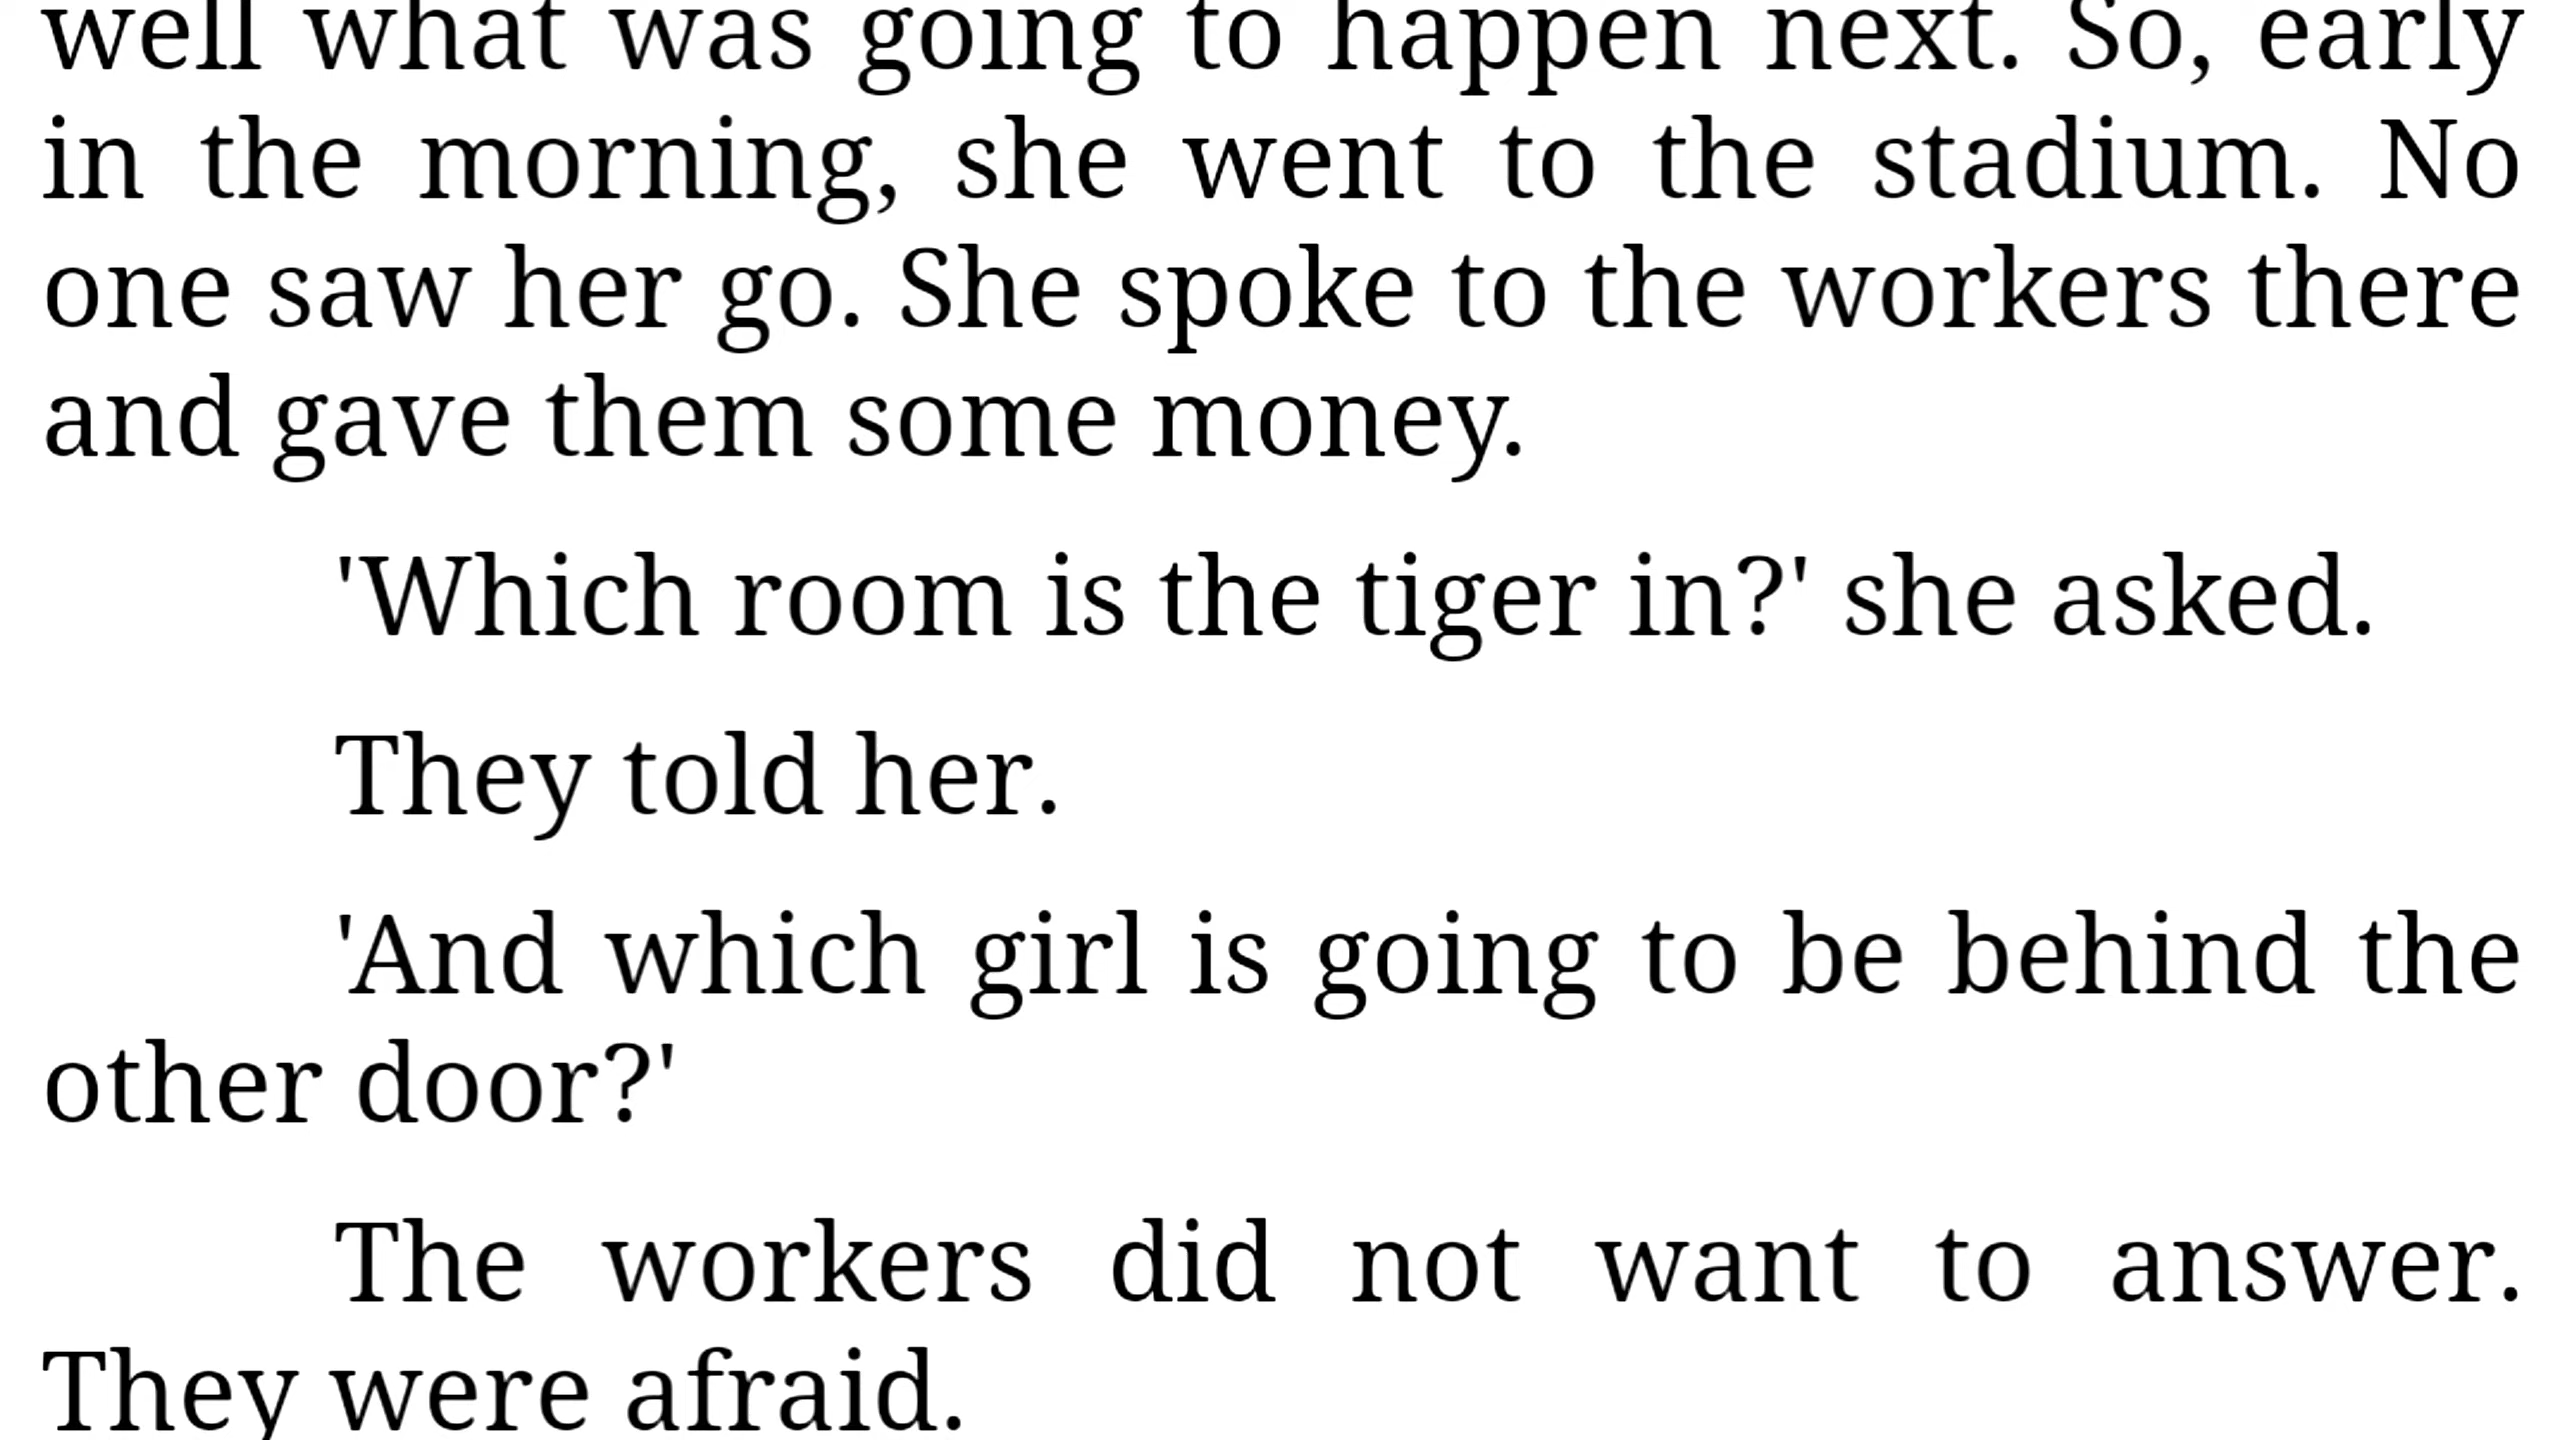 well what was going to happen next. So, early
in the morning, she went to the stadium. No
one saw her go. She spoke to the workers there
and gave them some money.
'Which room is the tiger in?' she asked.
They told her.
'And which girl is going to be behind the
other door?'
The workers did not want to answer.
They were afraid.